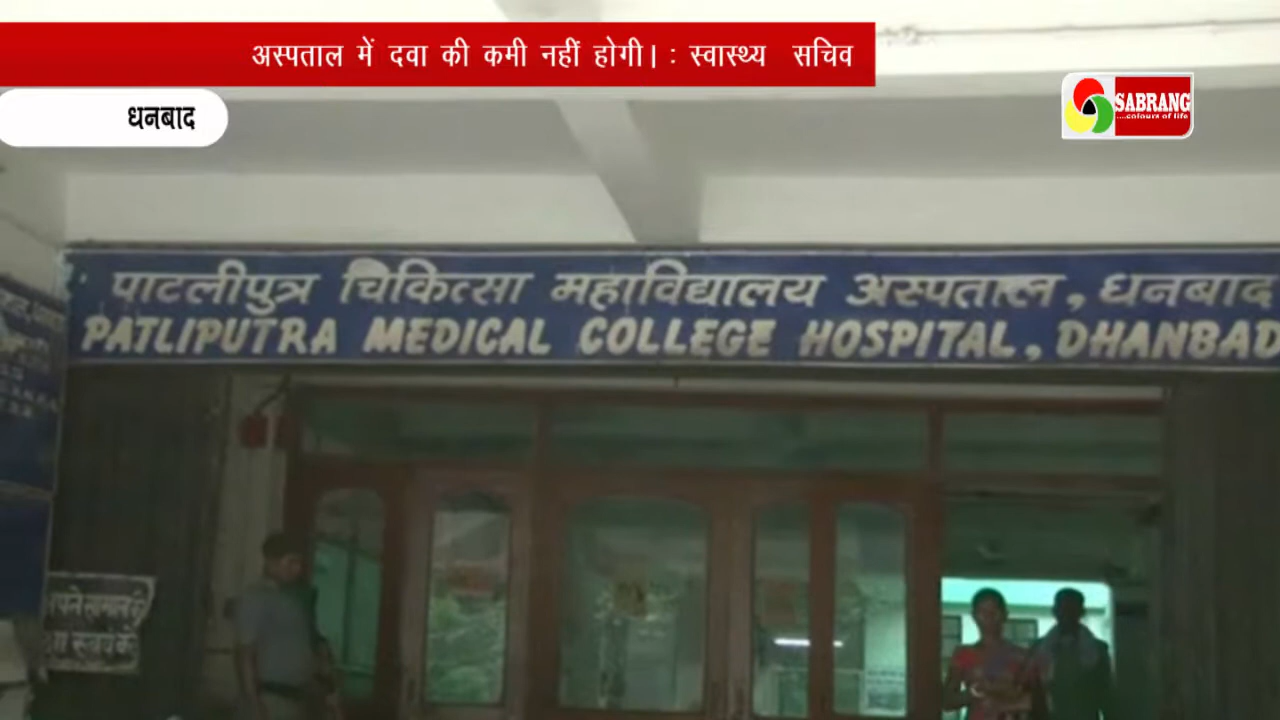 अस्पताल में दवा की कमी नहीं होगी। : स्वास्थ्य सचिव
धनबाद
SABRANG
....colours of life
पाटलीपुत्र चिकित्सा महाविद्यालय अस्पताल, धनबाद
PATLIPUTRA MEDICAL COLLEGE HOSPITAL, DHANBAD